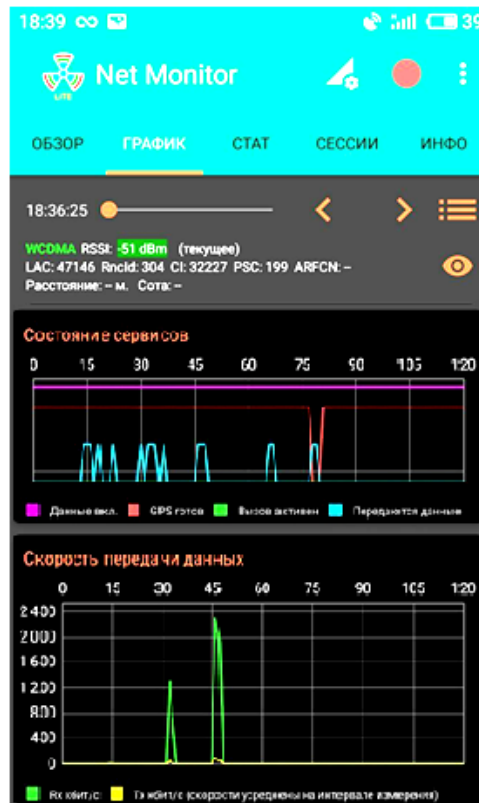 18:39 39
LITE
Net Monitor
ОБЗОР ГРАФИК СТАТ СЕССИИ ИНФО
18:36:25
WCDMA RSSI: -51 dBm (текущее)
LAC: 47146 RncId: 304 CI: 32227 PSC: 199 ARFCN: –
Расстояние: – м. Сота: –
Состояние сервисов
0 15 30 45 60 75 90 105 120
Данные вкл. GPS готов Вызов активен Передаются данные
Скорость передачи данных
0 15 30 45 60 75 90 105 120
2400
2000
1600
1200
800
400
0
Rx кбит/с Tx кбит/с (скорости усреднены на интервале измерения)